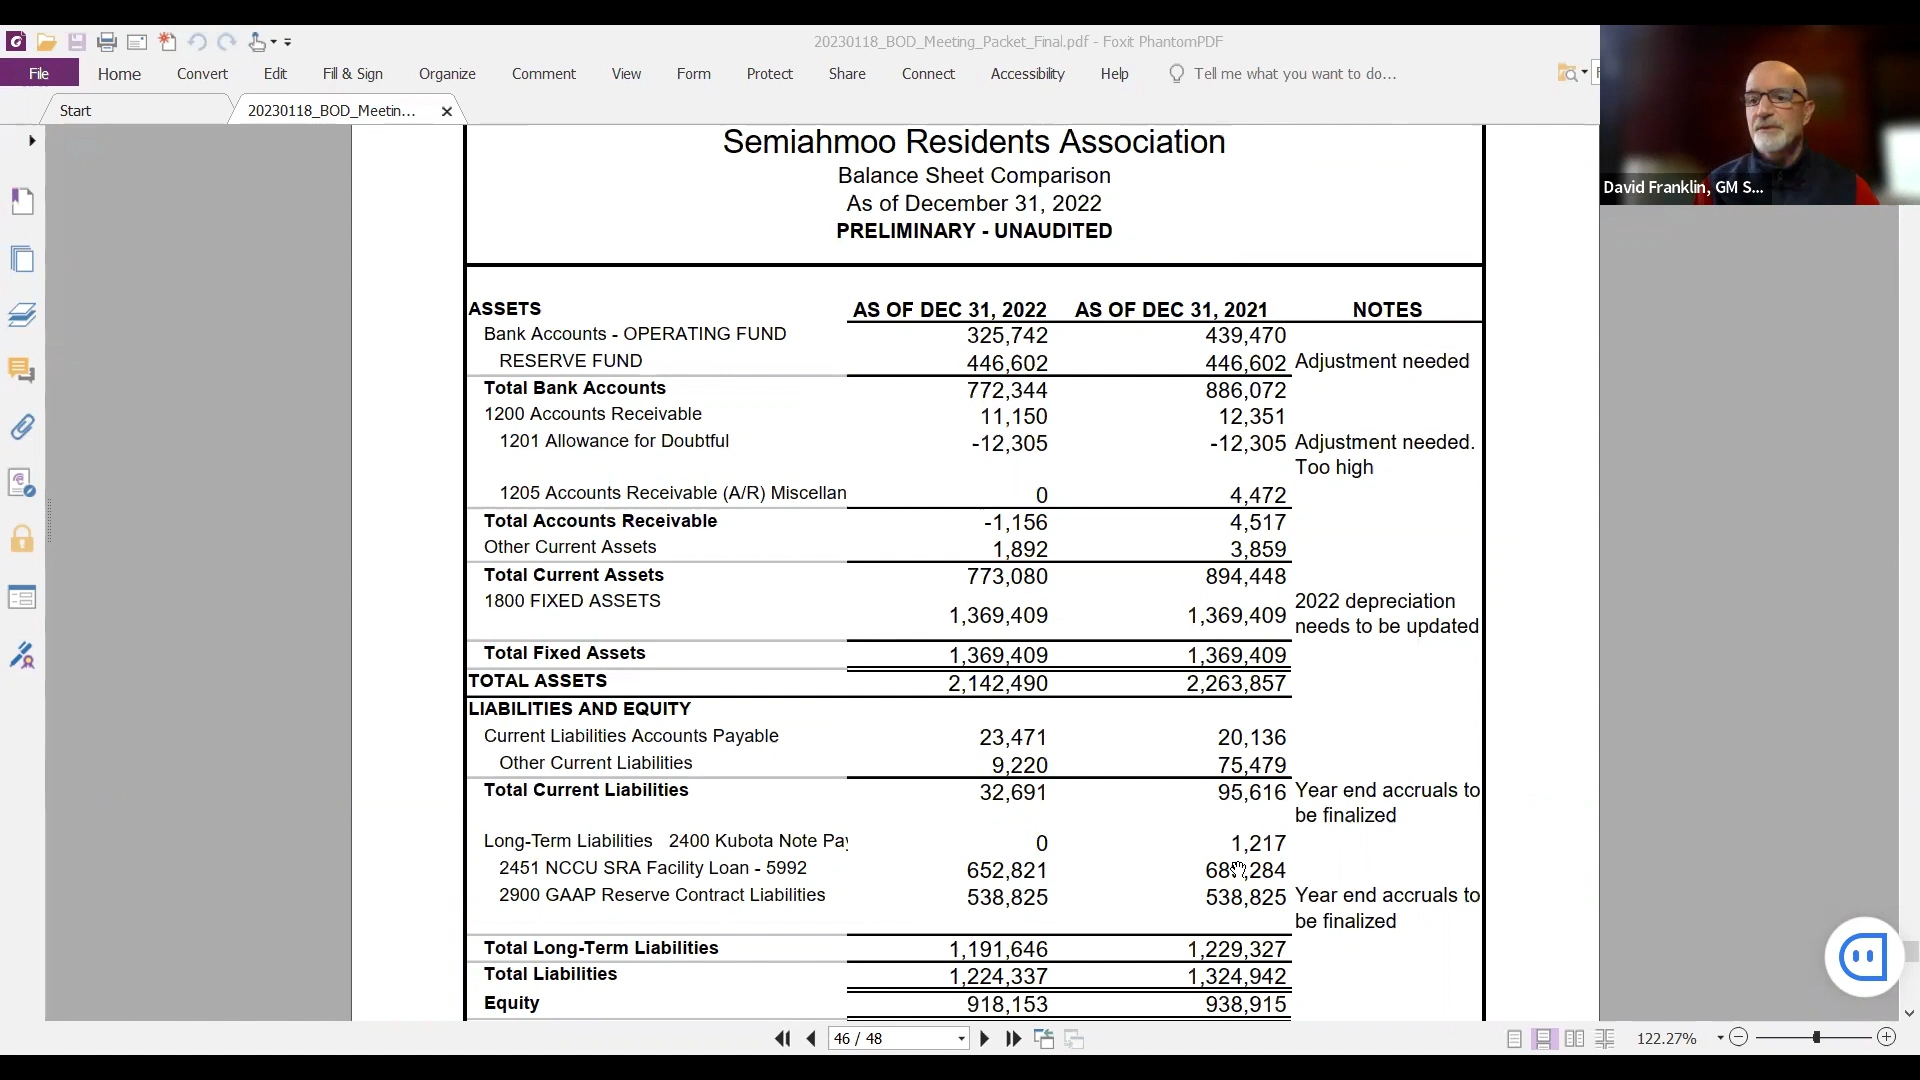 20230118_BOD_Meeting_Packet_Final.pdf - Foxit PhantomPDF
File Home Convert Edit Fill & Sign Organize Comment View Form Protect Share Connect Accessibility Help Tell me what you want to do...
Start 20230118_BOD_Meetin...
David Franklin, GM S...
Semiahmoo Residents Association
Balance Sheet Comparison
As of December 31, 2022
PRELIMINARY - UNAUDITED
ASSETS AS OF DEC 31, 2022 AS OF DEC 31, 2021 NOTES
Bank Accounts - OPERATING FUND 325,742 439,470
RESERVE FUND 446,602 446,602 Adjustment needed
Total Bank Accounts 772,344 886,072
1200 Accounts Receivable 11,150 12,351
1201 Allowance for Doubtful -12,305 -12,305 Adjustment needed.
Too high
1205 Accounts Receivable (A/R) Miscellan 0 4,472
Total Accounts Receivable -1,156 4,517
Other Current Assets 1,892 3,859
Total Current Assets 773,080 894,448
1800 FIXED ASSETS 1,369,409 1,369,409 2022 depreciation
needs to be updated
Total Fixed Assets 1,369,409 1,369,409
TOTAL ASSETS 2,142,490 2,263,857
LIABILITIES AND EQUITY
Current Liabilities Accounts Payable 23,471 20,136
Other Current Liabilities 9,220 75,479
Total Current Liabilities 32,691 95,616 Year end accruals to
be finalized
Long-Term Liabilities 2400 Kubota Note Pay 0 1,217
2451 NCCU SRA Facility Loan - 5992 652,821
2900 GAAP Reserve Contract Liabilities 538,825 538,825 Year end accruals to
be finalized
Total Long-Term Liabilities 1,191,646 1,229,327
Total Liabilities 1,224,337 1,324,942
Equity 918,153 938,915
46 / 48 122.27%